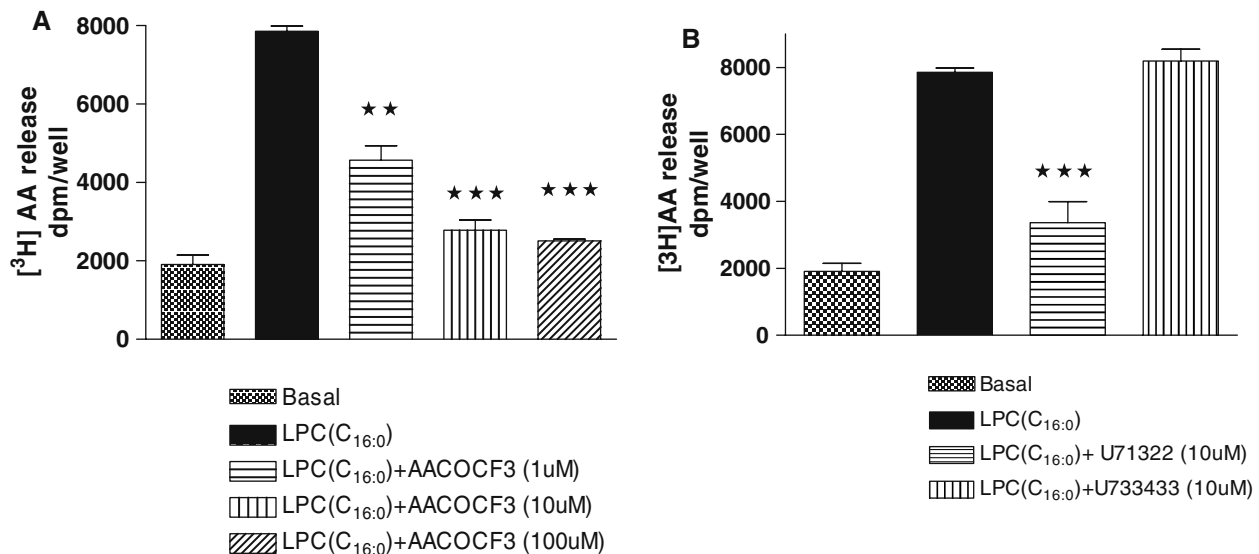 A
[³H] AA release
dpm/well
8000
6000
4000
2000
0
★★
★★★
★★★
Basal
LPC(C₁₆:₀)
LPC(C₁₆:₀)+AACOCF3 (1uM)
LPC(C₁₆:₀)+AACOCF3 (10uM)
LPC(C₁₆:₀)+AACOCF3 (100uM)
B
[3H]AA release
dpm/well
8000
6000
4000
2000
0
★★★
Basal
LPC(C₁₆:₀)
LPC(C₁₆:₀)+ U71322 (10uM)
LPC(C₁₆:₀)+U733433 (10uM)